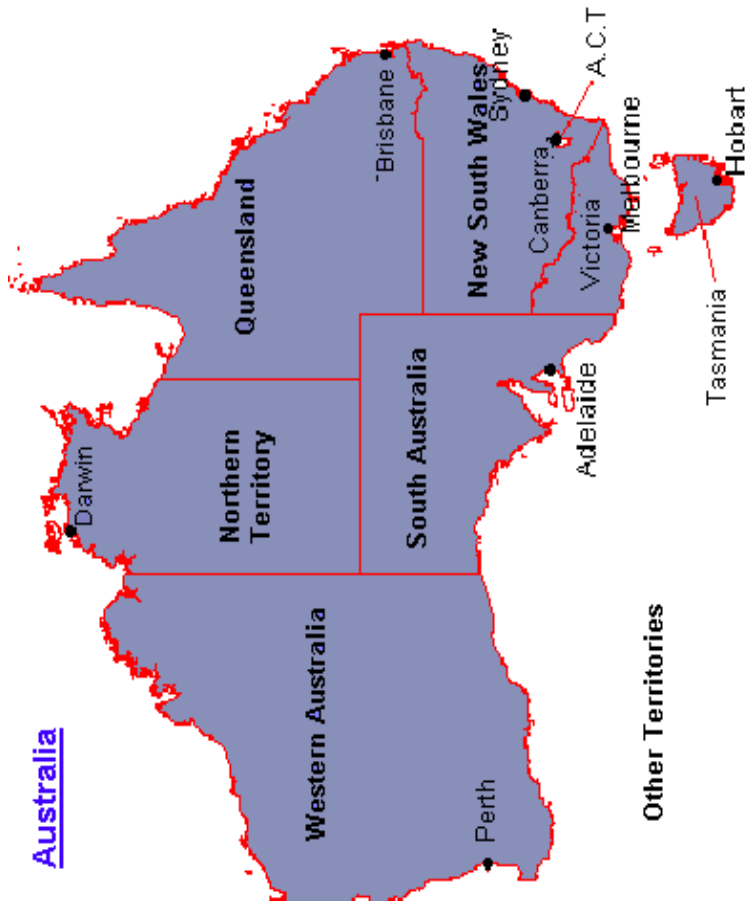 Australia
Darwin
Northern
Territory
Queensland
Western Australia
South Australia
Brisbane
New South Wales
Sydney
Perth
Adelaide
Canberra
A.C.T
Victoria
Melbourne
Other Territories
Tasmania
Hobart